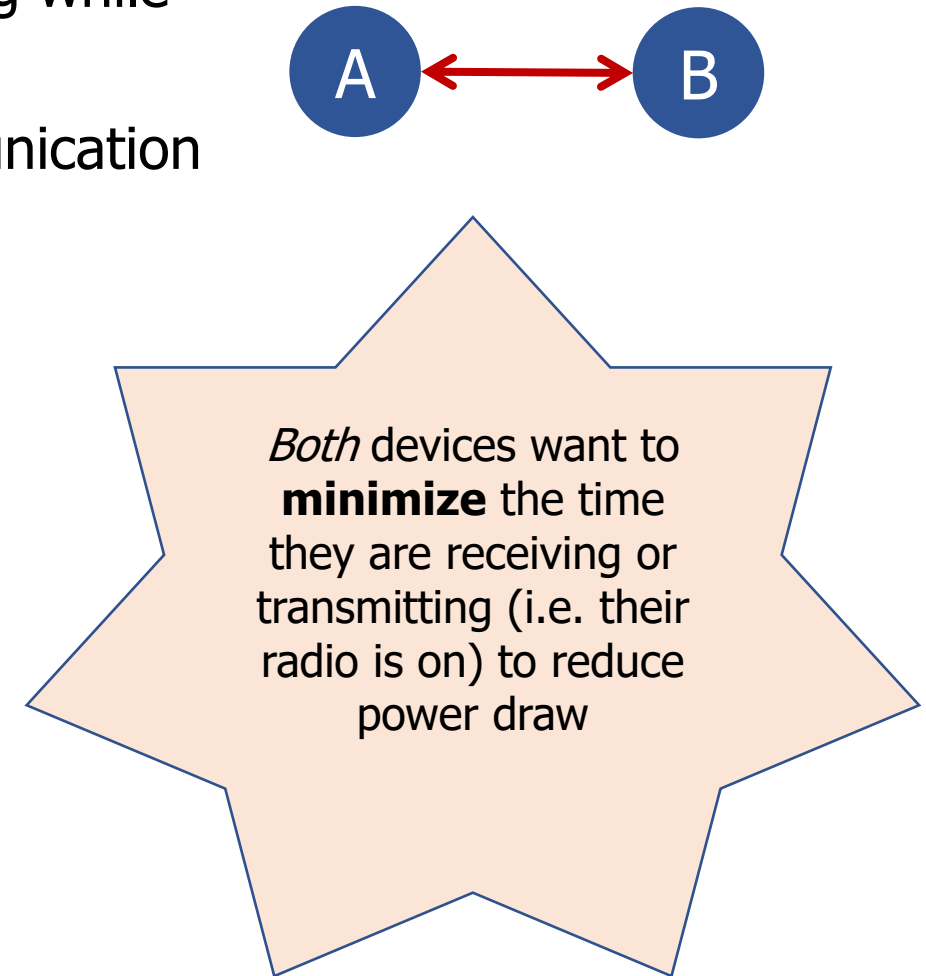 while
A
B
Both devices want to
minimize the time
they are receiving or
transmitting (i.e. their
radio is on) to reduce
power draw